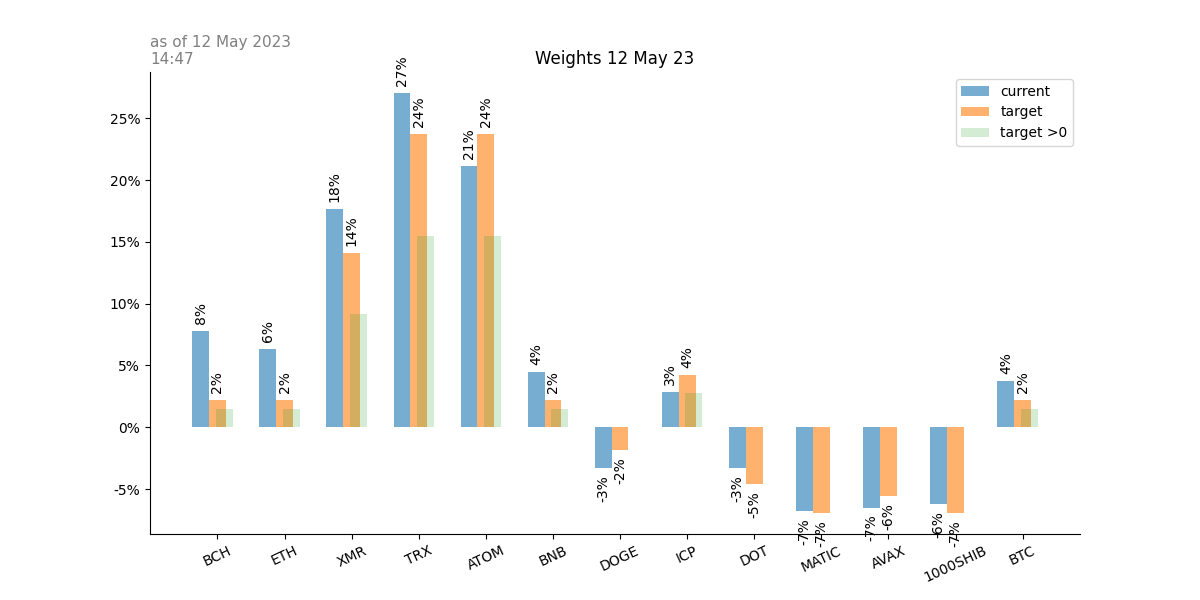 as of 12 May 2023
14:47
Weights 12 May 23
current
target
target >0
25%
20%
15%
10%
5%
0%
-5%
8%
2%
6%
2%
18%
14%
27%
24%
21%
24%
4%
2%
-3%
-2%
3%
4%
-3%
-5%
-7%
-7%
-7%
-6%
-6%
-7%
4%
2%
BCH
ETH
XMR
TRX
ATOM
BNB
DOGE
ICP
DOT
MATIC
AVAX
1000SHIB
BTC